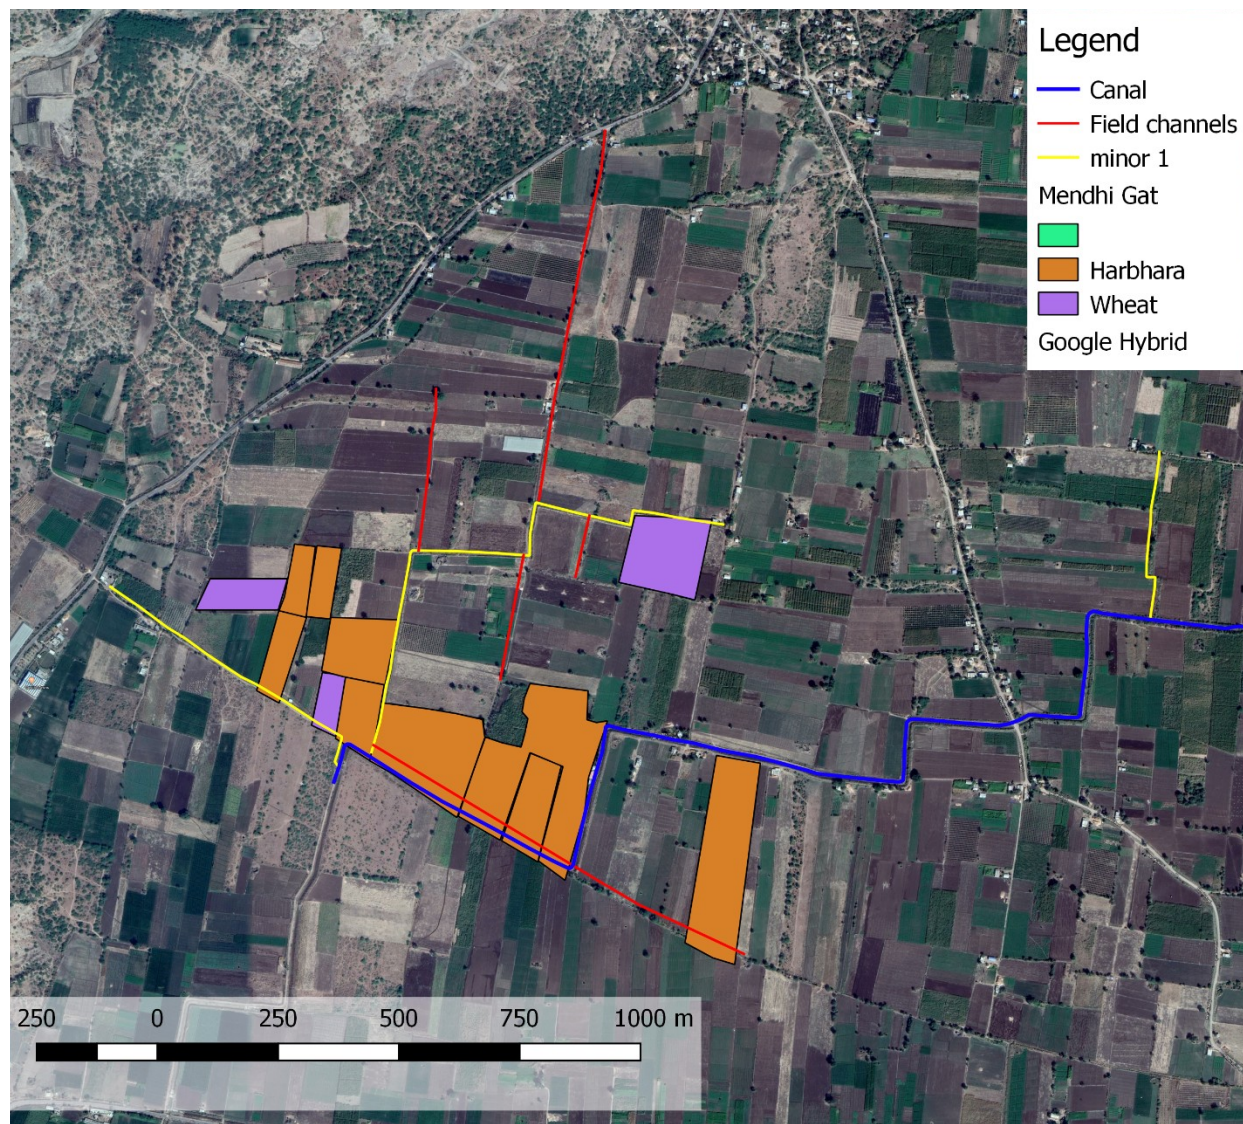 Legend
Canal
Field channels
minor 1
Mendhi Gat
Harbhara
Wheat
Google Hybrid
250 0 250 500 750 1000 m